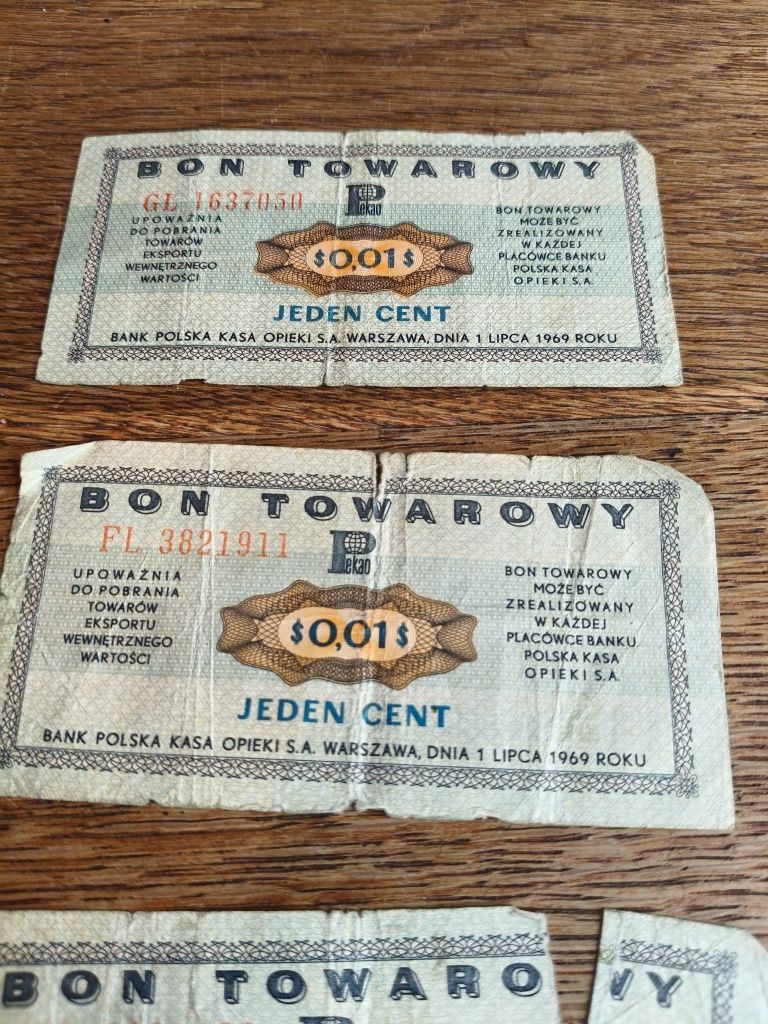 BON TOWAROWY
GL 1637050
Pekao
UPOWAŻNIA
DO POBRANIA
TOWARÓW
EKSPORTU
WEWNĘTRZNEGO
WARTOŚCI
$0,01$
BON TOWAROWY
MOŻE BYĆ
ZREALIZOWANY
W KAŻDEJ
PLACÓWCE BANKU
POLSKA KASA
OPIEKI S.A.
JEDEN CENT
BANK POLSKA KASA OPIEKI S.A. WARSZAWA, DNIA 1 LIPCA 1969 ROKU
BON TOWAROWY
FL 3821911
Pekao
UPOWAŻNIA
DO POBRANIA
TOWARÓW
EKSPORTU
WEWNĘTRZNEGO
WARTOŚCI
$0,01$
BON TOWAROWY
MOŻE BYĆ
ZREALIZOWANY
W KAŻDEJ
PLACÓWCE BANKU
POLSKA KASA
OPIEKI S.A.
JEDEN CENT
BANK POLSKA KASA OPIEKI S.A. WARSZAWA, DNIA 1 LIPCA 1969 ROKU
BON TOWARO WY